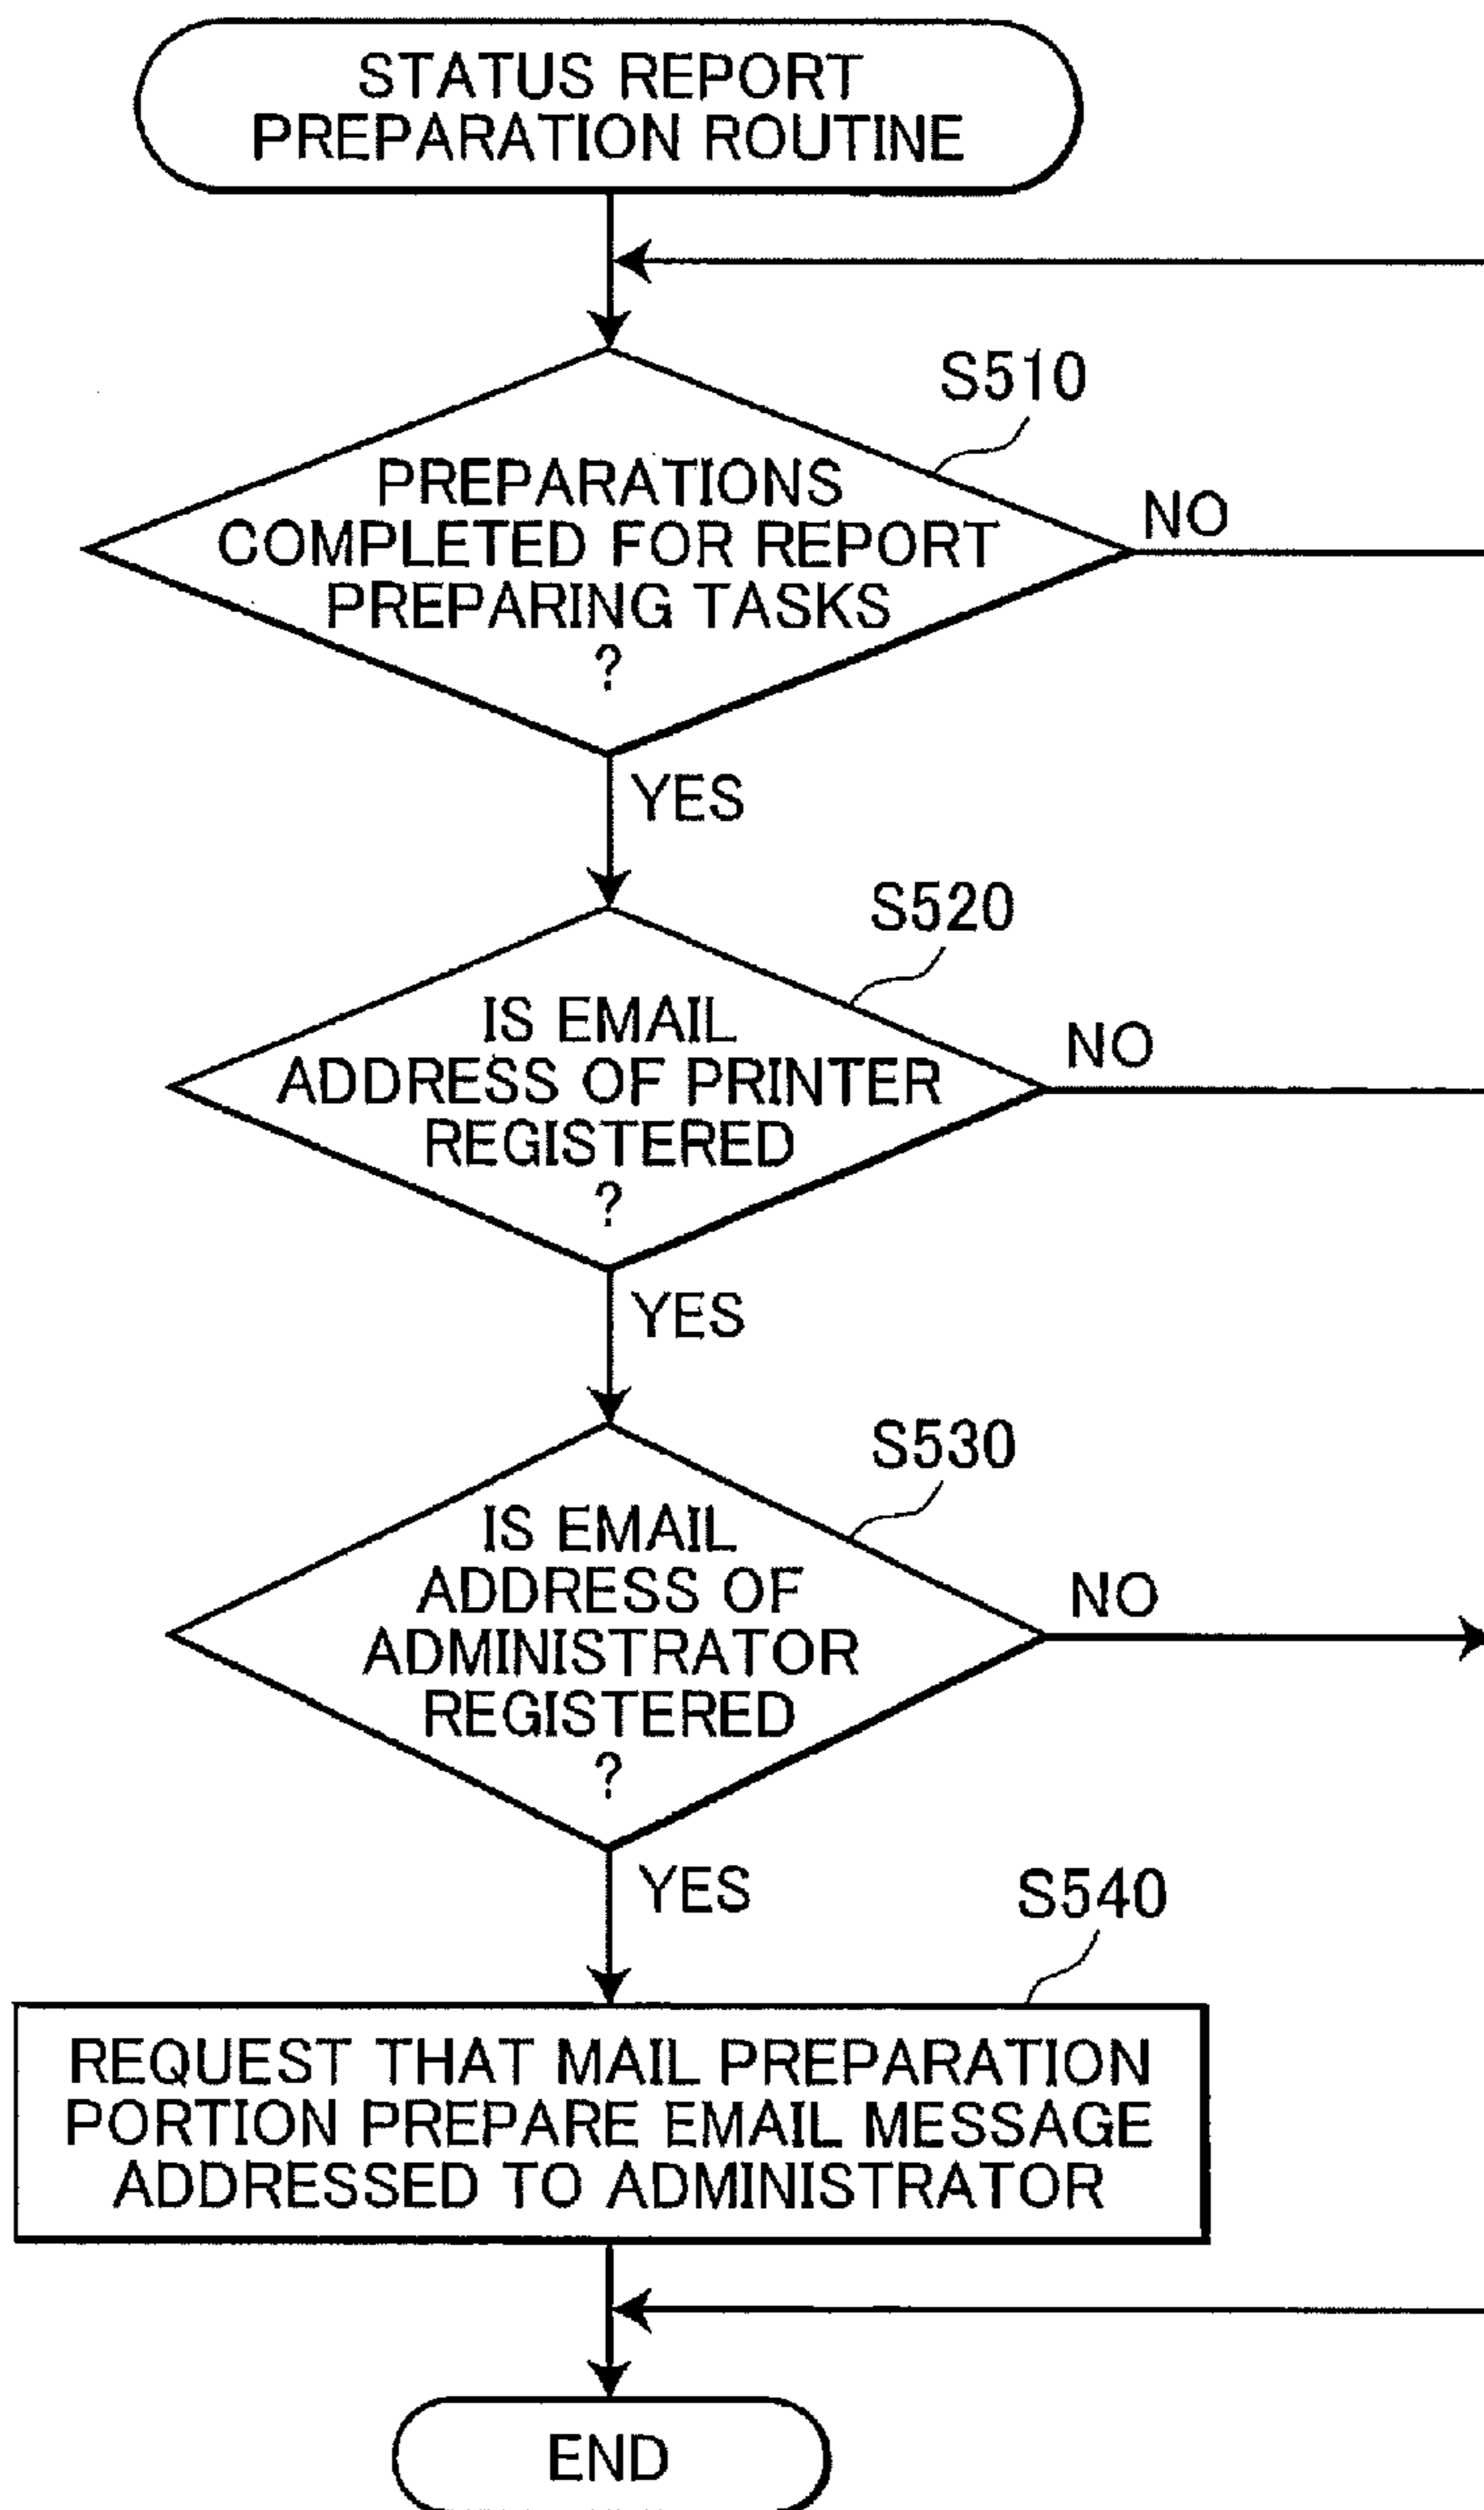 STATUS REPORT
PREPARATION ROUTINE
S510
PREPARATIONS
COMPLETED FOR REPORT
PREPARING TASKS
?
NO
YES
S520
IS EMAIL
ADDRESS OF PRINTER
REGISTERED
?
NO
YES
S530
IS EMAIL
ADDRESS OF
ADMINISTRATOR
REGISTERED
?
NO
YES
S540
REQUEST THAT MAIL PREPARATION
PORTION PREPARE EMAIL MESSAGE
ADDRESSED TO ADMINISTRATOR
END